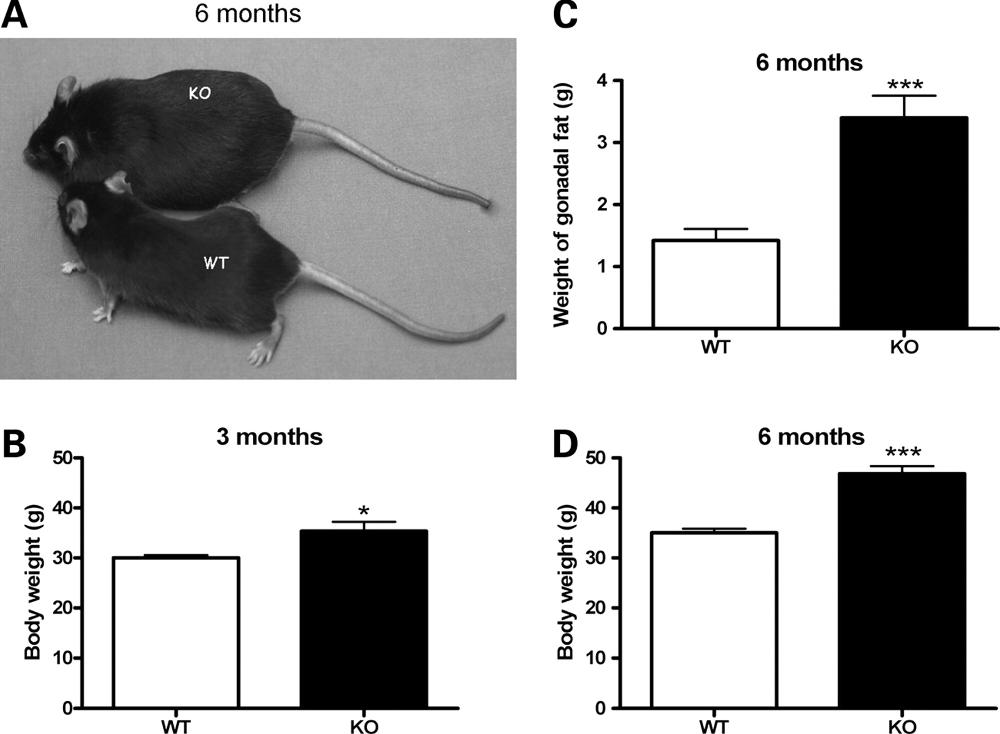 A
6 months
KO
WT
C
6 months
Weight of gonadal fat (g)
4
3
2
1
0
***
WT
KO
B
3 months
Body weight (g)
50
40
30
20
10
0
*
WT
KO
D
6 months
Body weight (g)
50
40
30
20
10
0
***
WT
KO